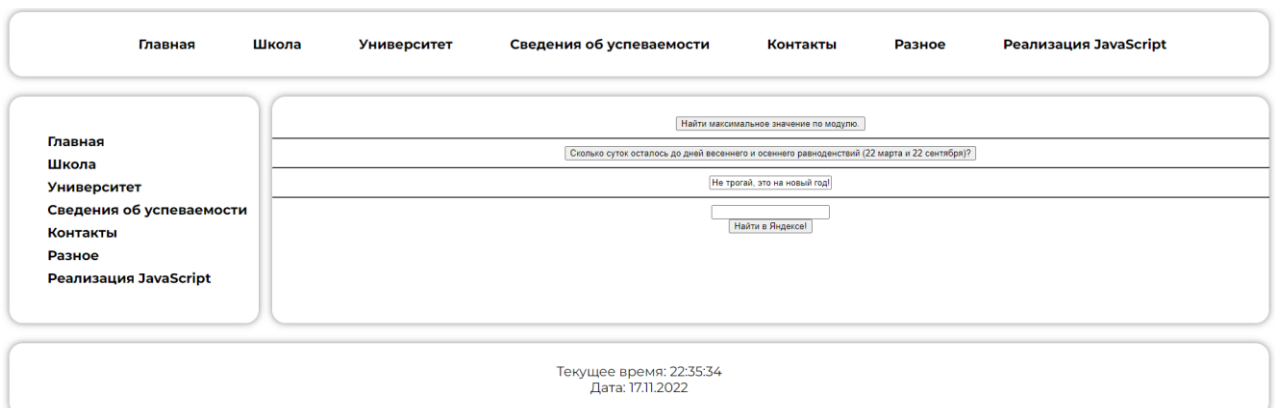 Главная Школа Университет Сведения об успеваемости Контакты Разное Реализация JavaScript
Главная
Школа
Университет
Сведения об успеваемости
Контакты
Разное
Реализация JavaScript
Найти максимальное значение по модулю.
Сколько суток осталось до дней весеннего и осеннего равноденствий (22 марта и 22 сентября)?
Не трогай, это на новый год!
Найти в Яндексе!
Текущее время: 22:35:34
Дата: 17.11.2022